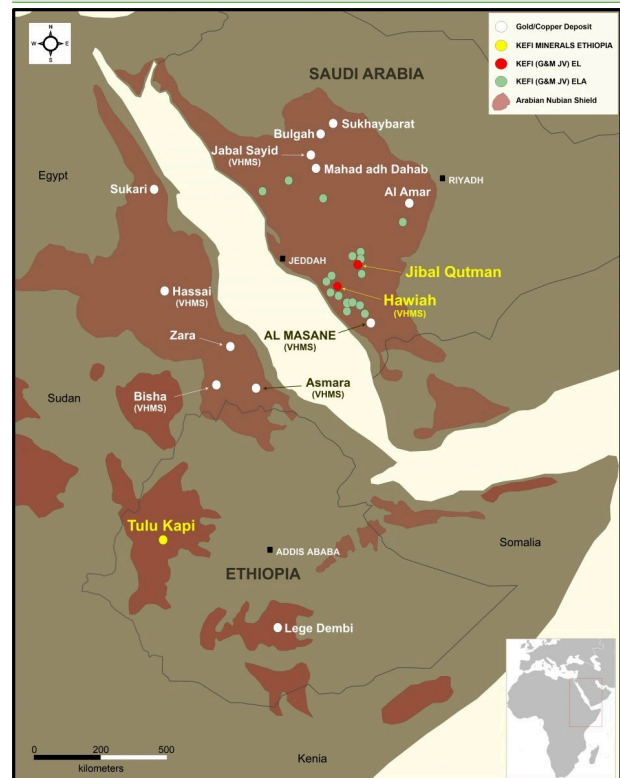 N
W
E
S
Gold/Copper Deposit
KEFI MINERALS ETHIOPIA
KEFI (G&M JV) EL
KEFI (G&M JV) ELA
Arabian Nubian Shield
SAUDI ARABIA
Sukhaybarat
Bulgah
Jabal Sayid
(VHMS)
Mahad adh Dahab
RIYADH
Egypt
Sukari
Al Amar
JEDDAH
Jibal Qutman
Hassai
(VHMS)
Hawiah
(VHMS)
Zara
AL MASANE
(VHMS)
Sudan
Bisha
(VHMS)
Asmara
(VHMS)
Tulu Kapi
ADDIS ABABA
Somalia
ETHIOPIA
Lege Dembi
0 200 500
kilometers
Kenia